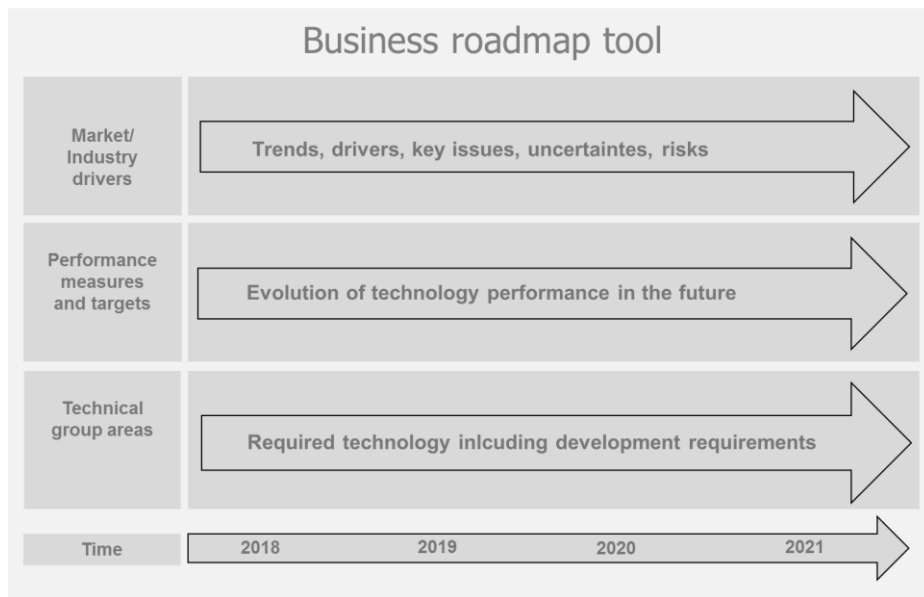 Business roadmap tool
Market/
Industry
drivers
Trends, drivers, key issues, uncertaintes, risks
Performance
measures
and targets
Evolution of technology performance in the future
Technical
group areas
Required technology inlcuding development requirements
Time
2018 2019 2020 2021